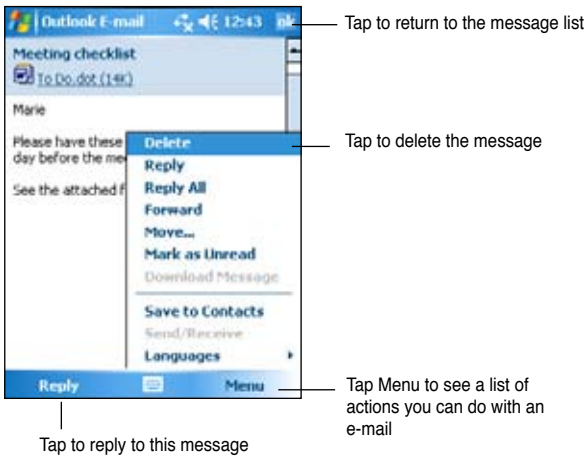 Outlook E-mail 12:43 ok
Tap to return to the message list
Meeting checklist
To Do.dot (14K)
Marie
Please have these
day before the mee
See the attached f
Delete
Tap to delete the message
Reply
Reply All
Forward
Move...
Mark as Unread
Download Message
Save to Contacts
Send/Receive
Languages
Reply Menu
Tap Menu to see a list of
actions you can do with an
e-mail
Tap to reply to this message